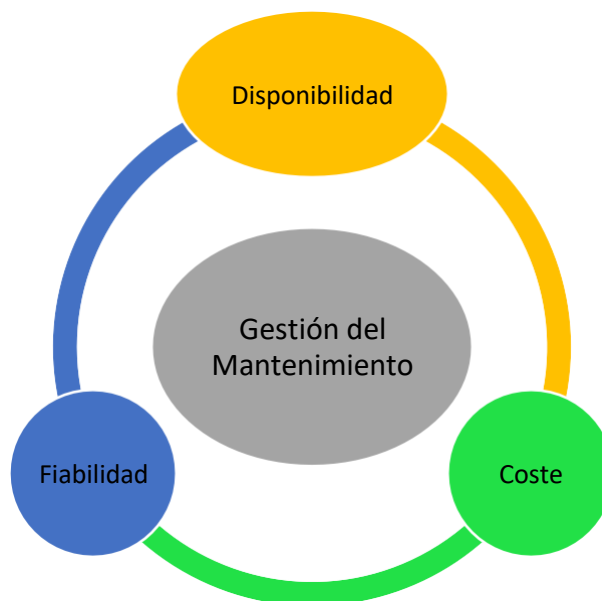 Disponibilidad
Gestión del
Mantenimiento
Fiabilidad
Coste